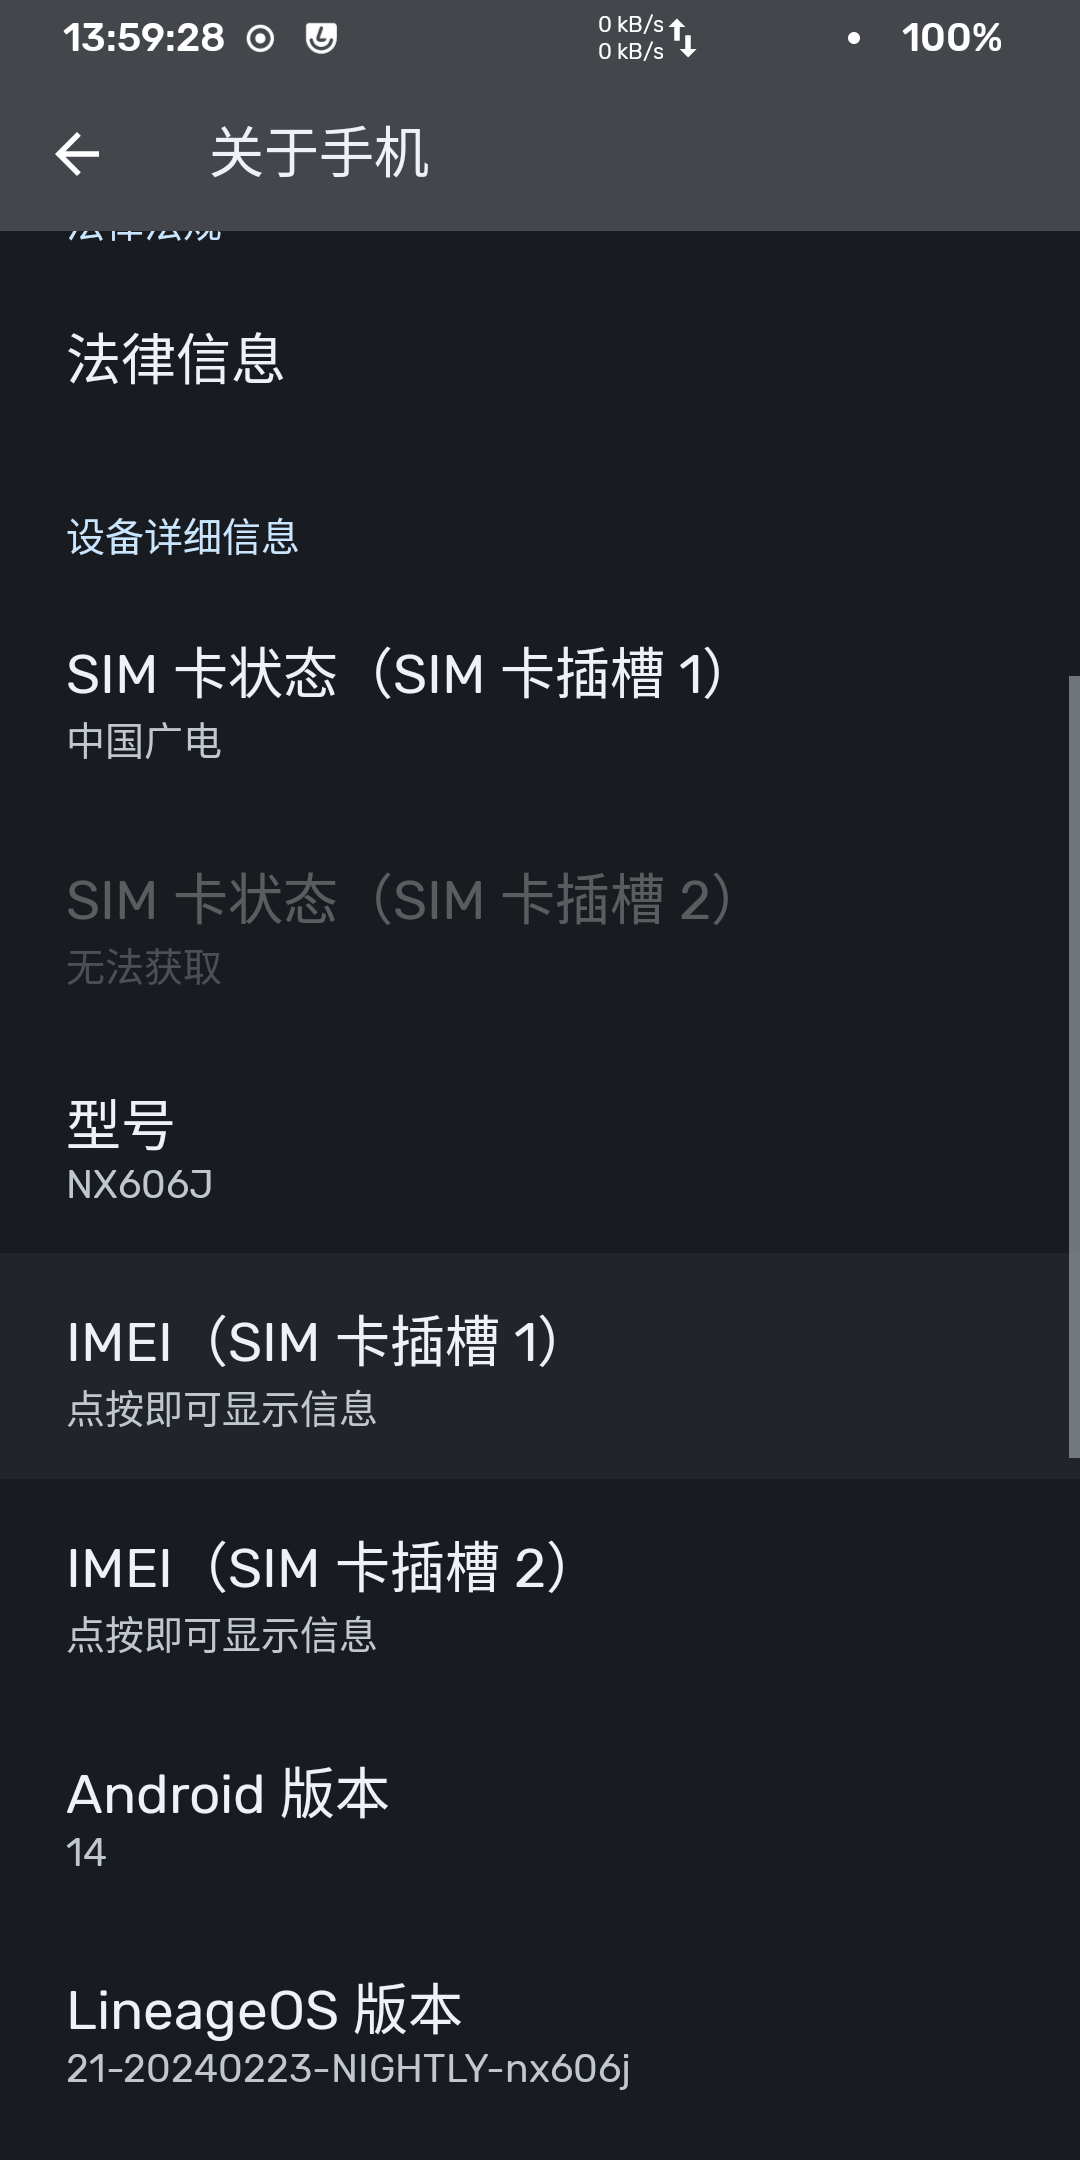 13:59:28
0 kB/s
0 kB/s
100%
关于手机
法律法规
法律信息
设备详细信息
SIM 卡状态（SIM 卡插槽 1）
中国广电
SIM 卡状态（SIM 卡插槽 2）
无法获取
型号
NX606J
IMEI（SIM 卡插槽 1）
点按即可显示信息
IMEI（SIM 卡插槽 2）
点按即可显示信息
Android 版本
14
LineageOS 版本
21-20240223-NIGHTLY-nx606j